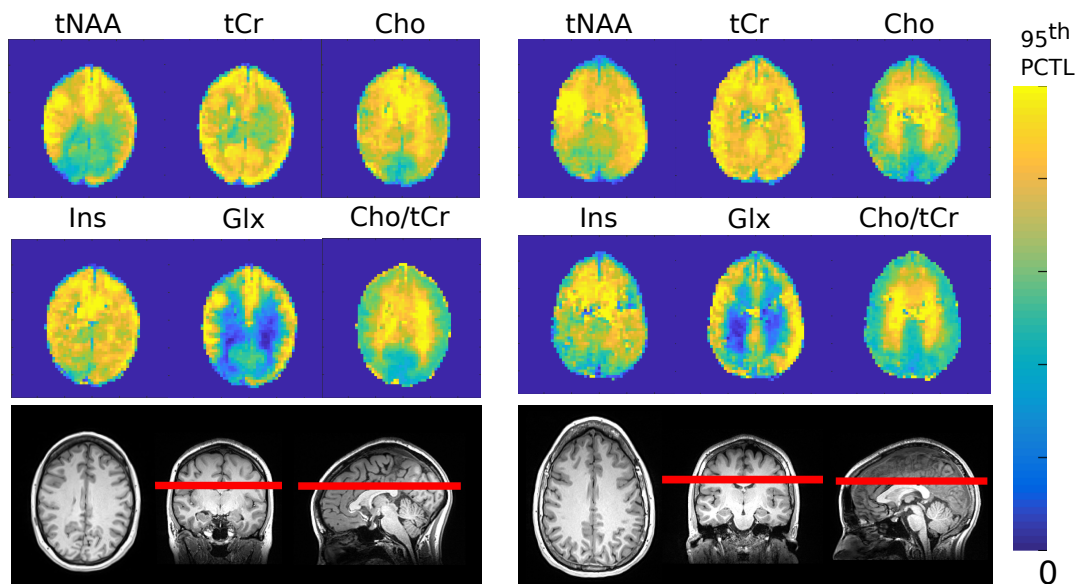 tNAA tCr Cho tNAA tCr Cho 95th PCTL
Ins Glx Cho/tCr Ins Glx Cho/tCr
0